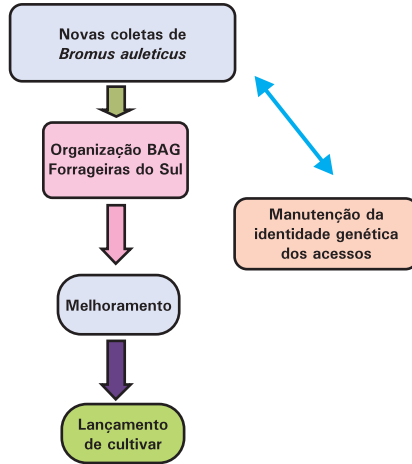 Novas coletas de
Bromus auleticus
Organização BAG
Forrageiras do Sul
Manutenção da
identidade genética
dos acessos
Melhoramento
Lançamento
de cultivar